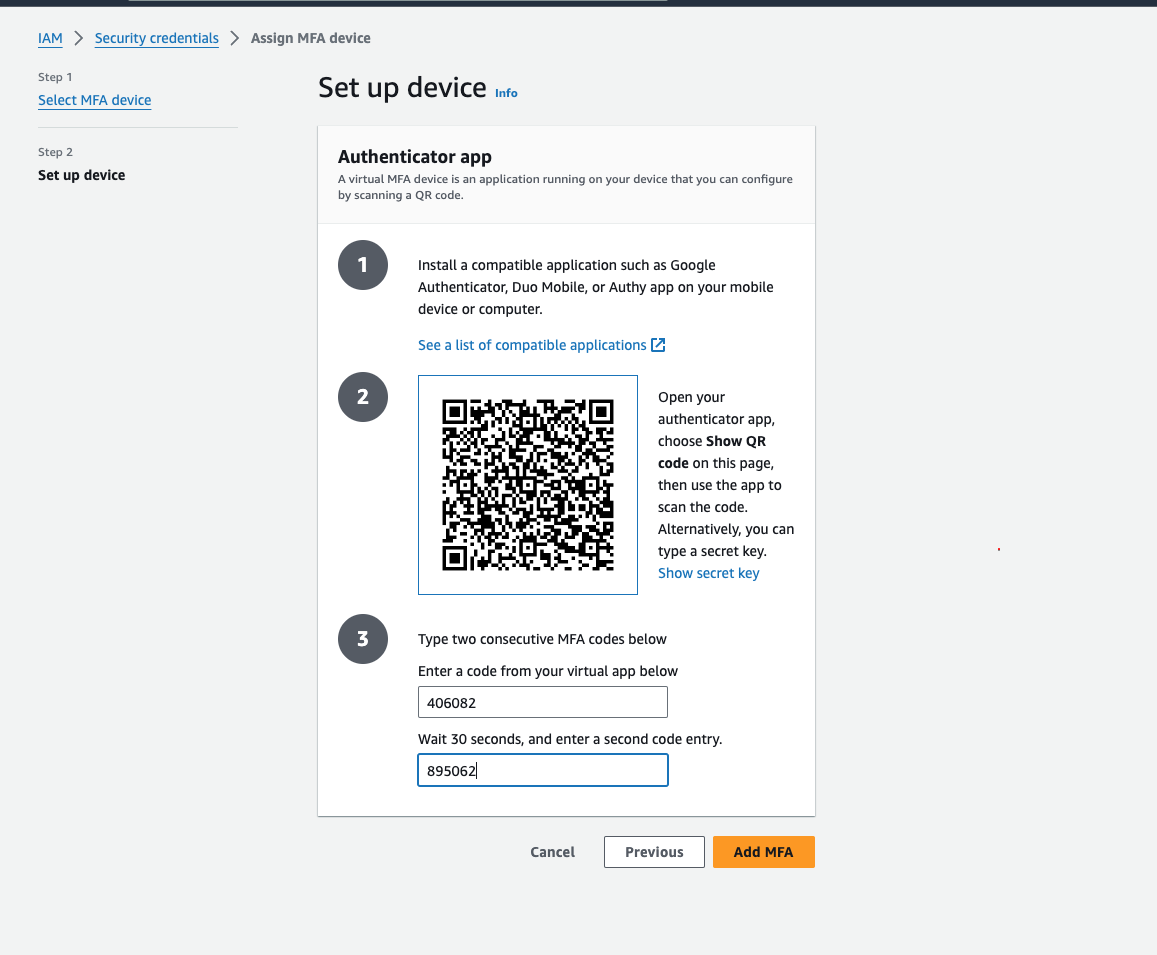 IAM > Security credentials > Assign MFA device
Step 1
Select MFA device
Step 2
Set up device
Set up device Info
Authenticator app
A virtual MFA device is an application running on your device that you can configure
by scanning a QR code.
1
Install a compatible application such as Google
Authenticator, Duo Mobile, or Authy app on your mobile
device or computer.
See a list of compatible applications
2
Open your
authenticator app,
choose Show QR
code on this page,
then use the app to
scan the code.
Alternatively, you can
type a secret key.
Show secret key
3
Type two consecutive MFA codes below
Enter a code from your virtual app below
406082
Wait 30 seconds, and enter a second code entry.
895062
Cancel
Previous
Add MFA